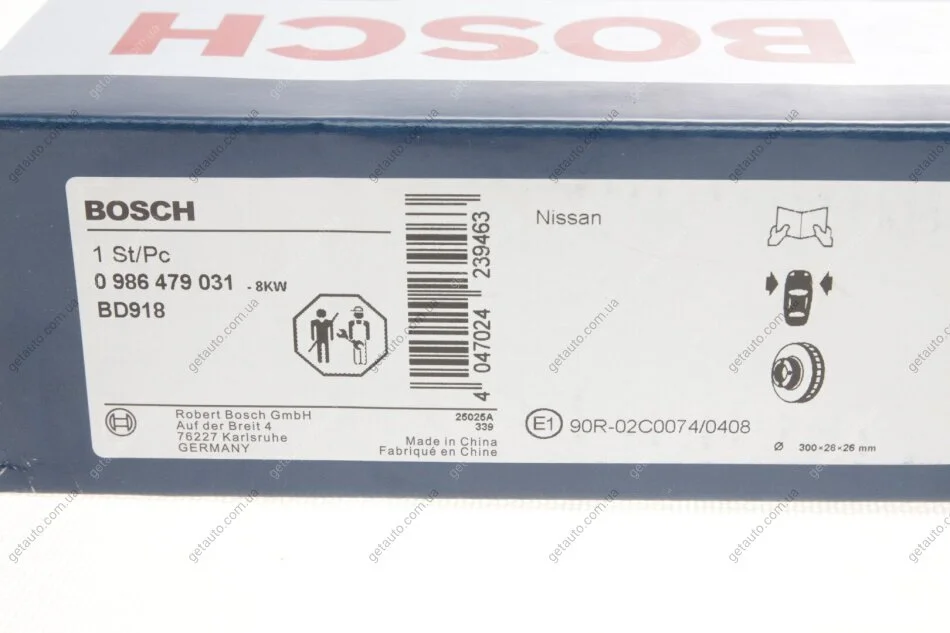 BOSCH
BOSCH
1 St/Pc
0 986 479 031 - 8KW
BD918
4 047024 239463
Robert Bosch GmbH
Auf der Breit 4
76227 Karlsruhe
GERMANY
25025A
339
Made in China
Fabriqué en Chine
Nissan
E1 90R-02C0074/0408
Ø 300×28×26 mm
getauto.com.ua